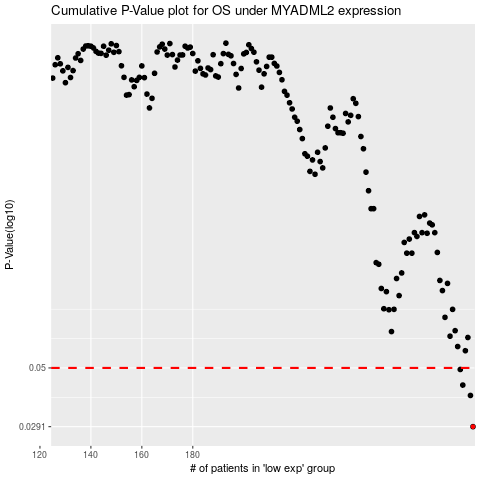 Cumulative P-Value plot for OS under MYADML2 expression
P-Value(log10)
0.05
0.0291
120 140 160 180
# of patients in 'low exp' group